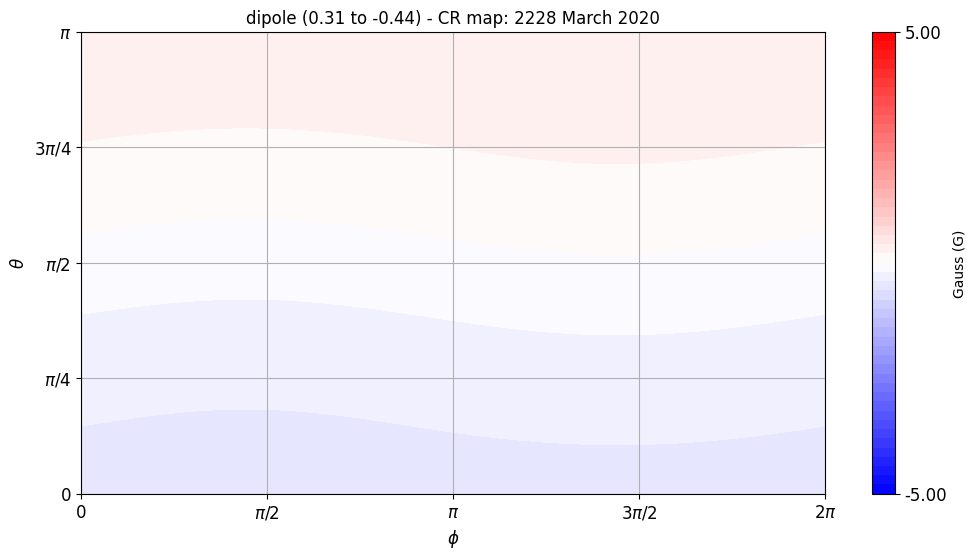 dipole (0.31 to -0.44) - CR map: 2228 March 2020
π
3π/4
π/2
π/4
0
θ
0
π/2
π
3π/2
2π
ϕ
5.00
-5.00
Gauss (G)